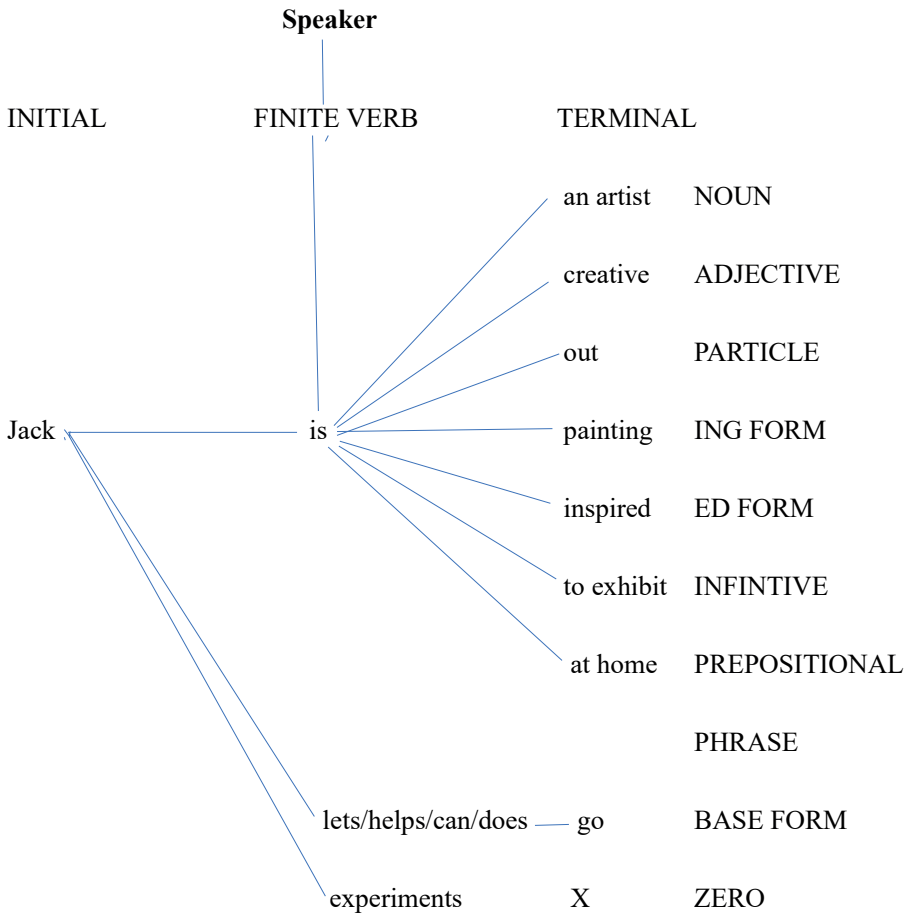 Speaker
INITIAL FINITE VERB TERMINAL
an artist NOUN
creative ADJECTIVE
out PARTICLE
Jack is painting ING FORM
inspired ED FORM
to exhibit INFINTIVE
at home PREPOSITIONAL
PHRASE
lets/helps/can/does go BASE FORM
experiments X ZERO